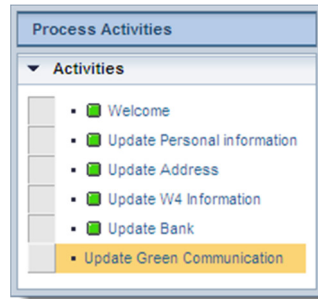 Process Activities
Activities
Welcome
Update Personal information
Update Address
Update W4 Information
Update Bank
Update Green Communication